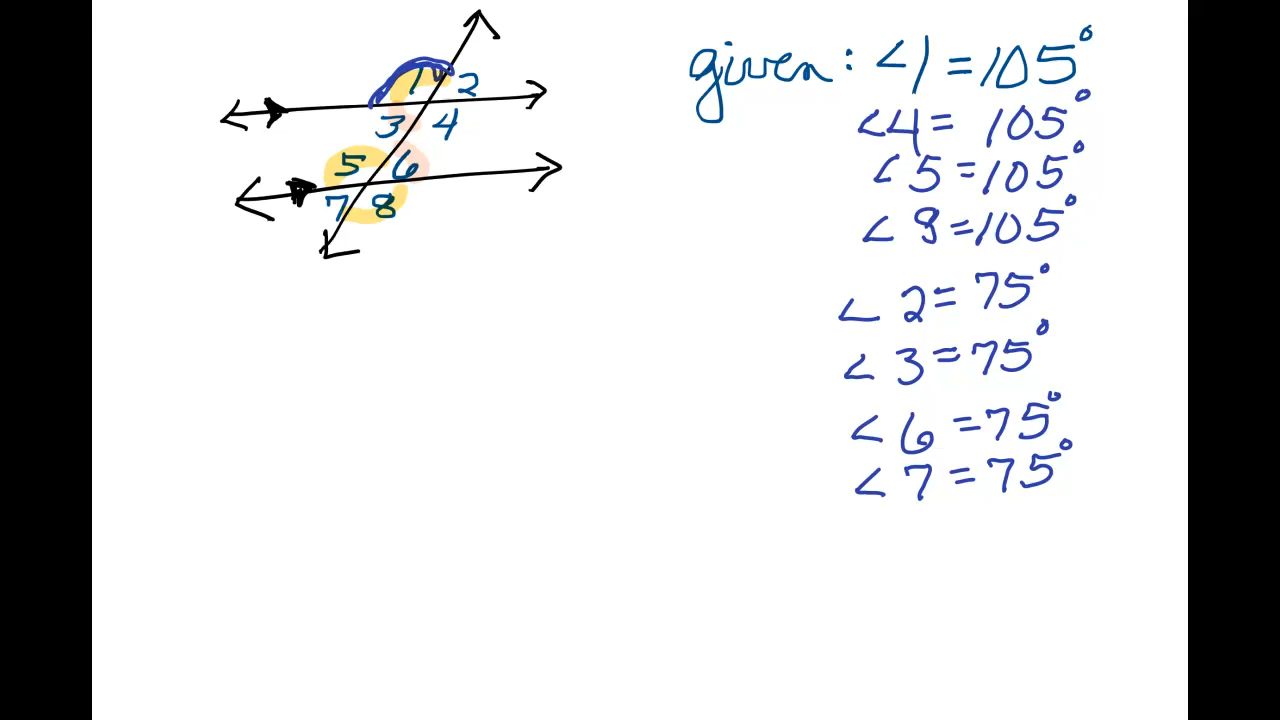 1 2
3 4
5 6
7 8
given: <1 = 105°
<4 = 105°
<5 = 105°
<8 = 105°
<2 = 75°
<3 = 75°
<6 = 75°
<7 = 75°